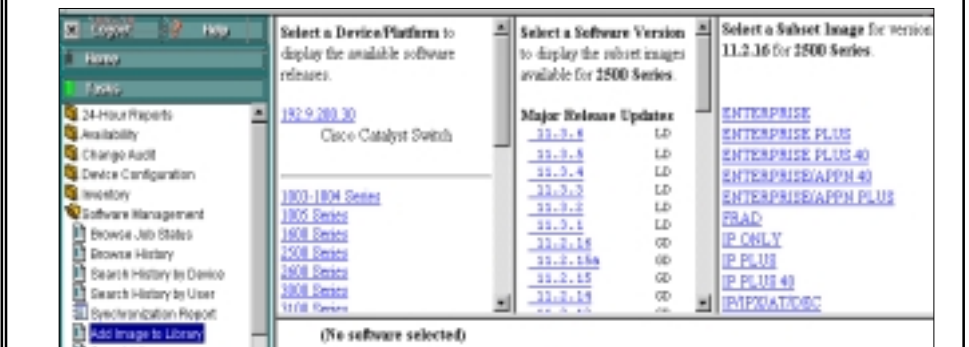 Logout Help
Home
Tasks
24-Hour Reports
Availability
Change Audit
Device Configuration
Inventory
Software Management
Browse Job Status
Browse History
Search History by Device
Search History by User
Synchronization Report
Add Image to Library
Select a Device/Platform to
display the available software
releases.
192.9.200.30
Cisco Catalyst Switch
1003-1004 Series
1005 Series
1600 Series
2500 Series
2600 Series
3000 Series
3100 Series
Select a Software Version
to display the subset images
available for 2500 Series.
Major Release Updates
11.3.6 LD
11.3.5 LD
11.3.4 LD
11.3.3 LD
11.3.2 LD
11.3.1 LD
11.2.16 GD
11.2.15a GD
11.2.15 GD
11.2.14 GD
Select a Subset Image for version
11.2.16 for 2500 Series.
ENTERPRISE
ENTERPRISE PLUS
ENTERPRISE PLUS 40
ENTERPRISE/APPN 40
ENTERPRISE/APPN PLUS
FRAD
IP ONLY
IP PLUS
IP PLUS 40
IP/IPX/AT/DEC
(No software selected)